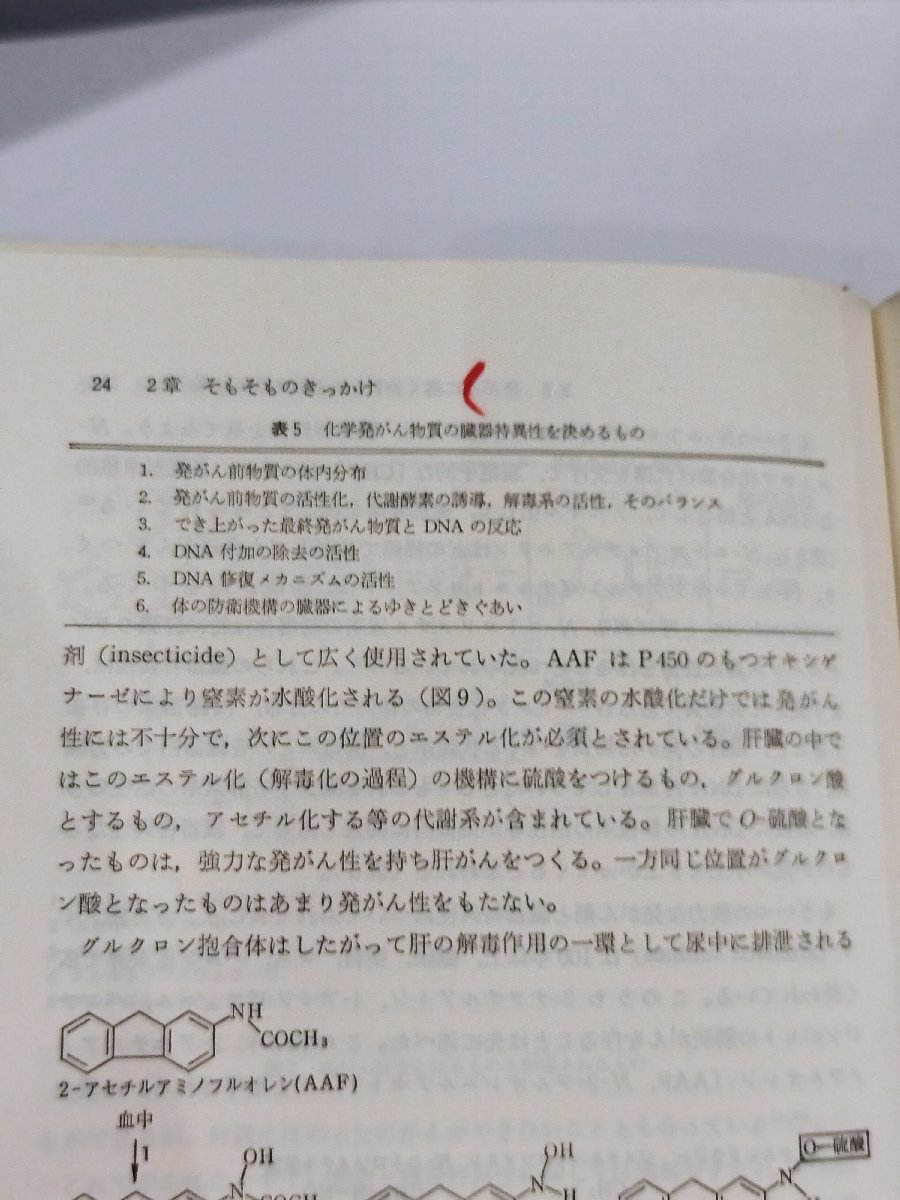 24　2章　そもそものきっかけ
表5　化学発がん物質の臓器特異性を決めるもの
1.　発がん前物質の体内分布
2.　発がん前物質の活性化，代謝酵素の誘導，解毒系の活性，そのバランス
3.　でき上がった最終発がん物質と DNA の反応
4.　DNA 付加の除去の活性
5.　DNA 修復メカニズムの活性
6.　体の防衛機構の臓器によるゆきとどきぐあい
剤（insecticide）として広く使用されていた。AAF は P450 のもつオキシゲ
ナーゼにより窒素が水酸化される（図9）。この窒素の水酸化だけでは発がん
性には不十分で，次にこの位置のエステル化が必須とされている。肝臓の中で
はこのエステル化（解毒化の過程）の機構に硫酸をつけるもの，グルクロン酸
とするもの，アセチル化する等の代謝系が含まれている。肝臓で O-硫酸とな
ったものは，強力な発がん性を持ち肝がんをつくる。一方同じ位置がグルクロ
ン酸となったものはあまり発がん性をもたない。
グルクロン抱合体はしたがって肝の解毒作用の一環として尿中に排泄される
NH
COCH₃
2-アセチルアミノフルオレン(AAF)
血中
1
OH
OH
O—硫酸
N
N
N
COCH₃
H